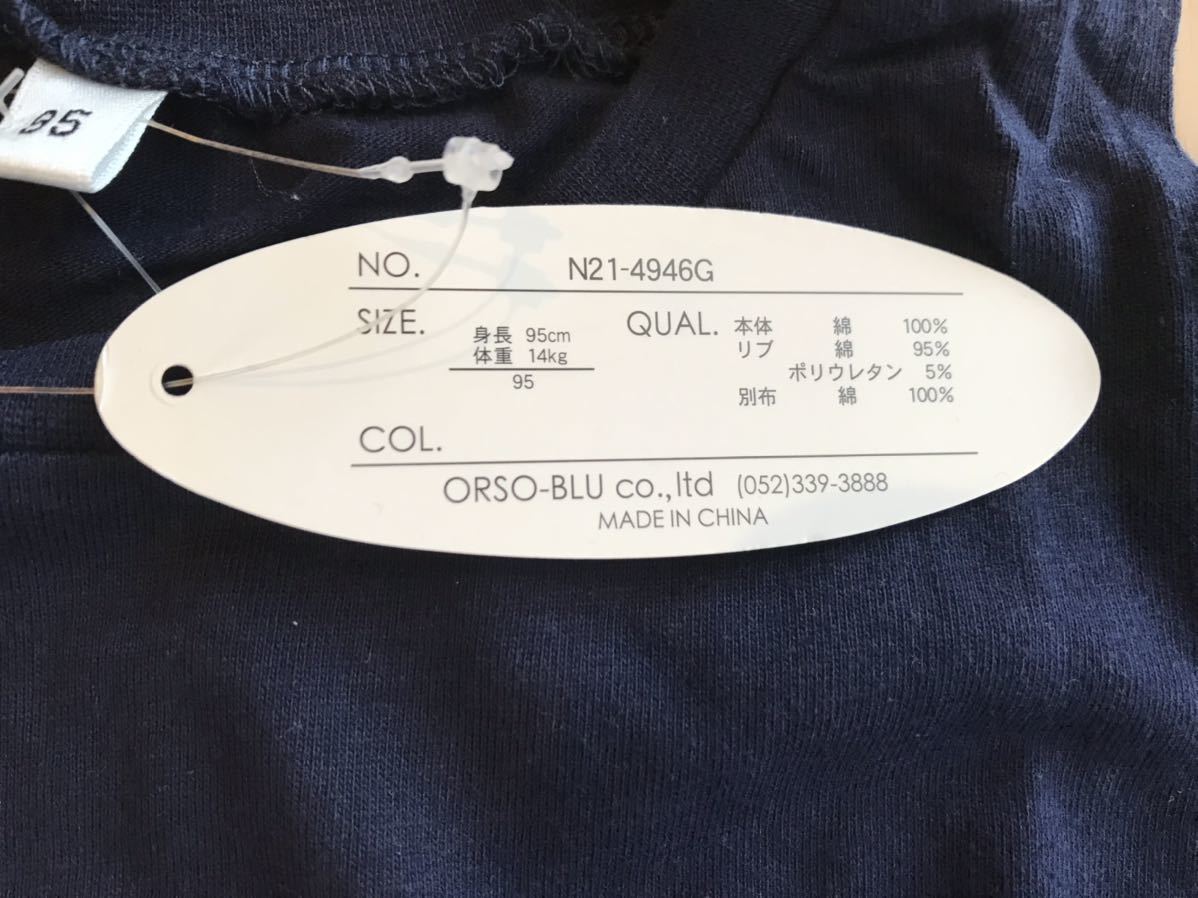 95
NO. N21-4946G
SIZE. 身長 95cm
体重 14kg
95
QUAL. 本体 綿 100%
リブ 綿 95%
ポリウレタン 5%
別布 綿 100%
COL.
ORSO-BLU co.,ltd (052)339-3888
MADE IN CHINA